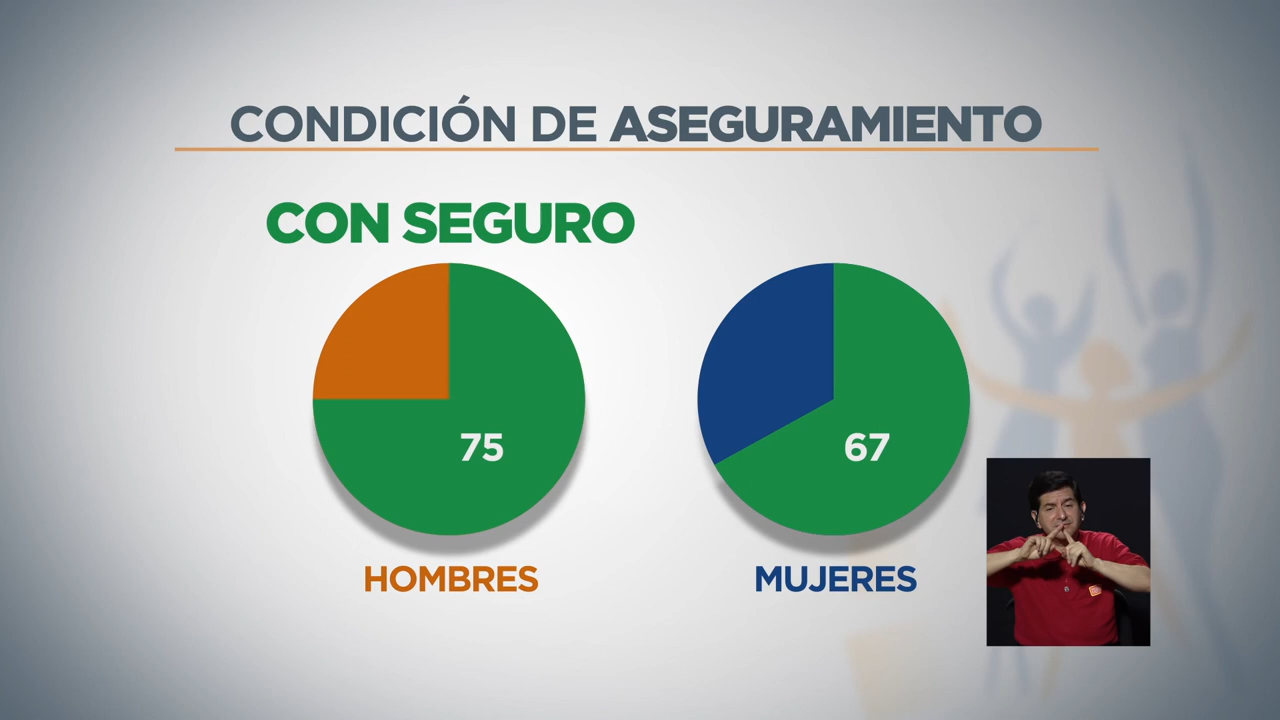 CONDICIÓN DE ASEGURAMIENTO
CON SEGURO
75
67
HOMBRES
MUJERES